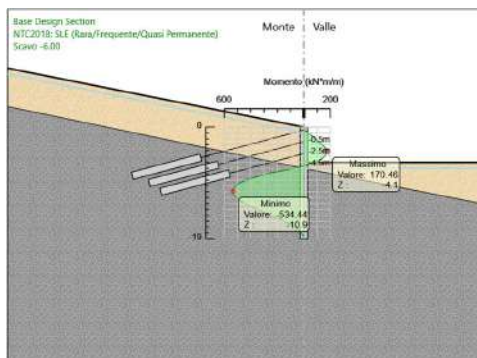 Base Design Section
NTC2018: SLE (Rara/Frequente/Quasi Permanente)
Scavo -6.00
Monte
Valle
Momento (kN*m/m)
600
200
0
-0.5m
-2.5m
-4.5m
Massimo
Valore: 170.46
Z : -4.1
Minimo
Valore: -534.44
Z : -10.9
-19